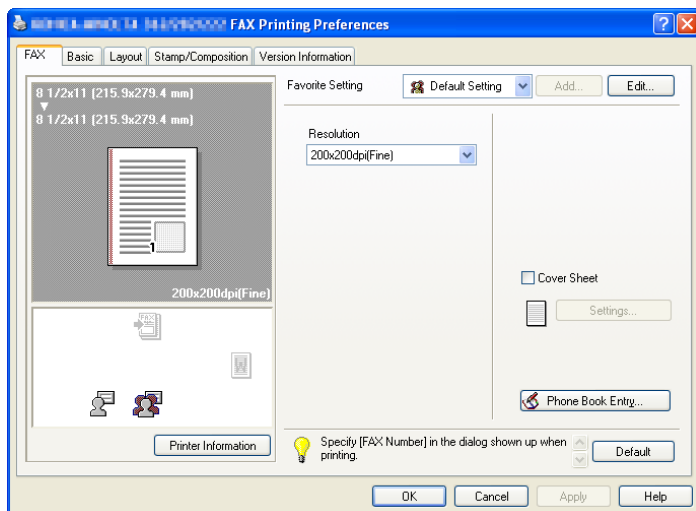 FAX Printing Preferences
FAX
Basic
Layout
Stamp/Composition
Version Information
8 1/2x11 (215.9x279.4 mm)
8 1/2x11 (215.9x279.4 mm)
1
200x200dpi(Fine)
FAX
Printer Information
Favorite Setting
Default Setting
Add...
Edit...
Resolution
200x200dpi(Fine)
Cover Sheet
Settings...
Phone Book Entry...
Specify [FAX Number] in the dialog shown up when
printing.
Default
OK
Cancel
Apply
Help